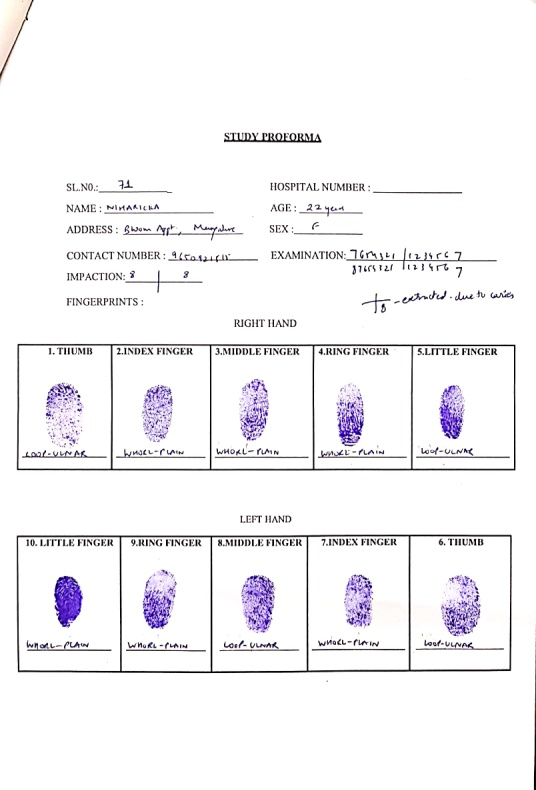 STUDY PROFORMA
SL.N0.: 71 HOSPITAL NUMBER :
NAME : NIHARIKA AGE : 22 years
ADDRESS : Appt, Mangalore SEX : F
CONTACT NUMBER : EXAMINATION: 7654321 | 1234567
87654321 | 1234567
IMPACTION: 8 | 8
8 - extracted - due to caries
FINGERPRINTS :
RIGHT HAND
1. THUMB 2.INDEX FINGER 3.MIDDLE FINGER 4.RING FINGER 5.LITTLE FINGER
LOOP-ULNAR WHORL-PLAIN WHORL-PLAIN WHORL-PLAIN LOOP-ULNAR
LEFT HAND
10. LITTLE FINGER 9.RING FINGER 8.MIDDLE FINGER 7.INDEX FINGER 6. THUMB
WHORL-PLAIN WHORL-PLAIN LOOP-ULNAR WHORL-PLAIN LOOP-ULNAR